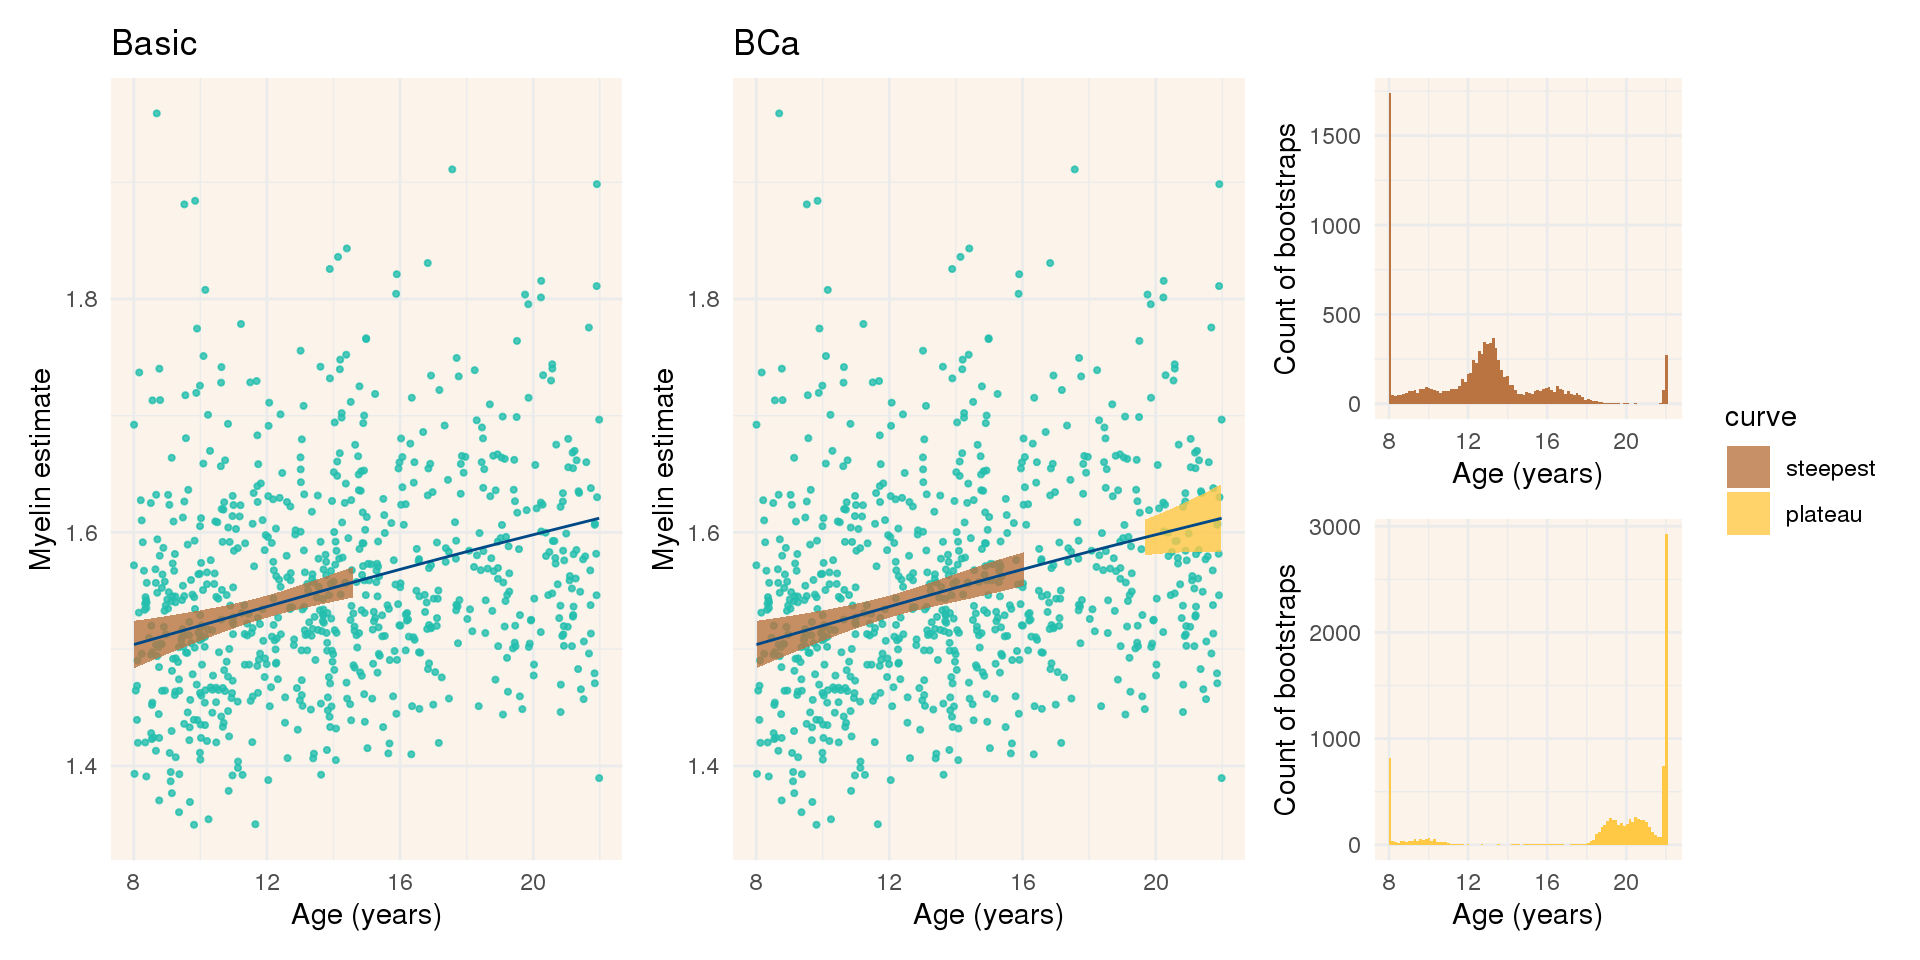 Basic
Myelin estimate
1.8
1.6
1.4
8 12 16 20
Age (years)
BCa
Myelin estimate
1.8
1.6
1.4
8 12 16 20
Age (years)
Count of bootstraps
1500
1000
500
0
8 12 16 20
Age (years)
Count of bootstraps
3000
2000
1000
0
8 12 16 20
Age (years)
curve
steepest
plateau